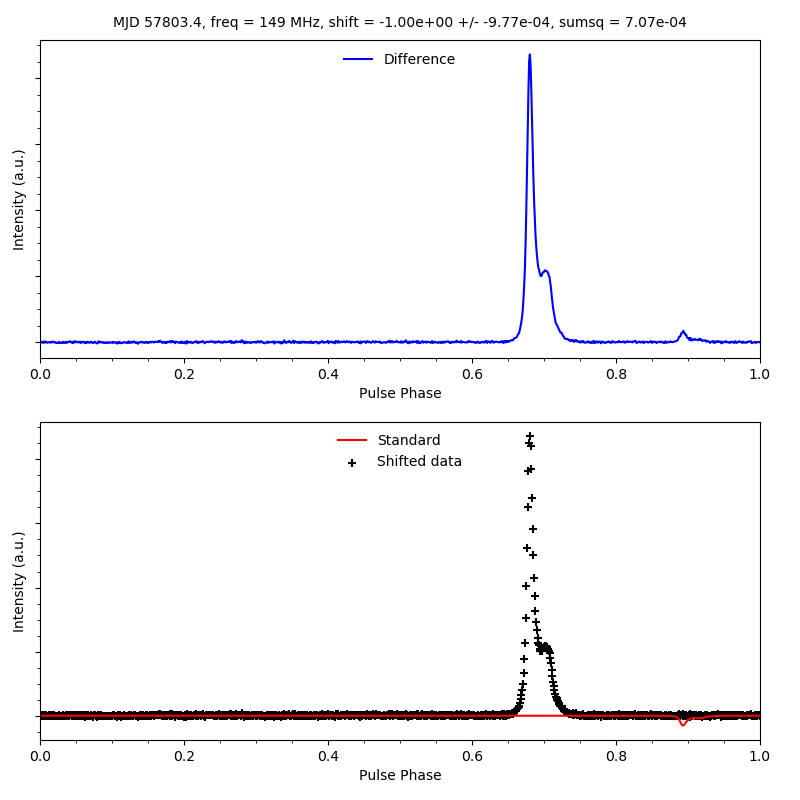 MJD 57803.4, freq = 149 MHz, shift = -1.00e+00 +/- -9.77e-04, sumsq = 7.07e-04
Difference
Intensity (a.u.)
0.0 0.2 0.4 0.6 0.8 1.0
Pulse Phase
Standard
Shifted data
Intensity (a.u.)
0.0 0.2 0.4 0.6 0.8 1.0
Pulse Phase